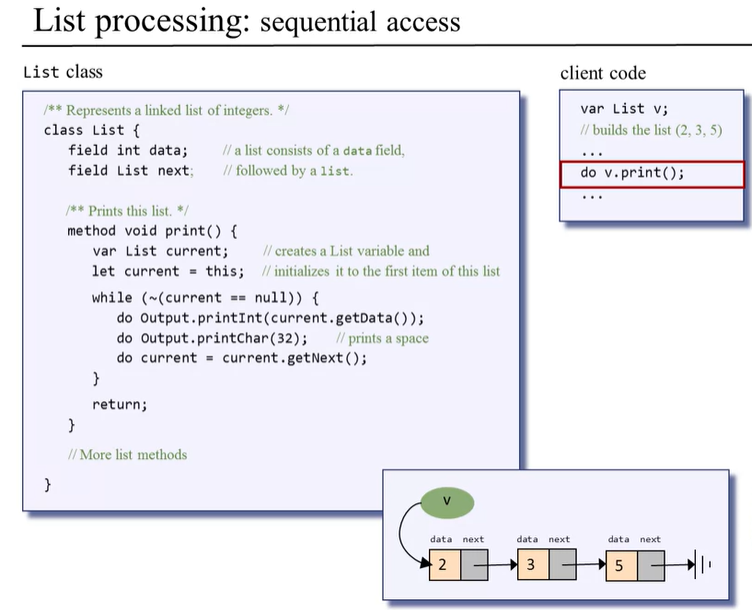 List processing: sequential access
List class
/** Represents a linked list of integers. */
class List {
field int data; // a list consists of a data field,
field List next; // followed by a list.
/** Prints this list. */
method void print() {
var List current; // creates a List variable and
let current = this; // initializes it to the first item of this list
while (~(current == null)) {
do Output.printInt(current.getData());
do Output.printChar(32); // prints a space
do current = current.getNext();
}
return;
}
// More list methods
}
client code
var List v;
// builds the list (2, 3, 5)
...
do v.print();
...
v
data next data next data next
2 3 5